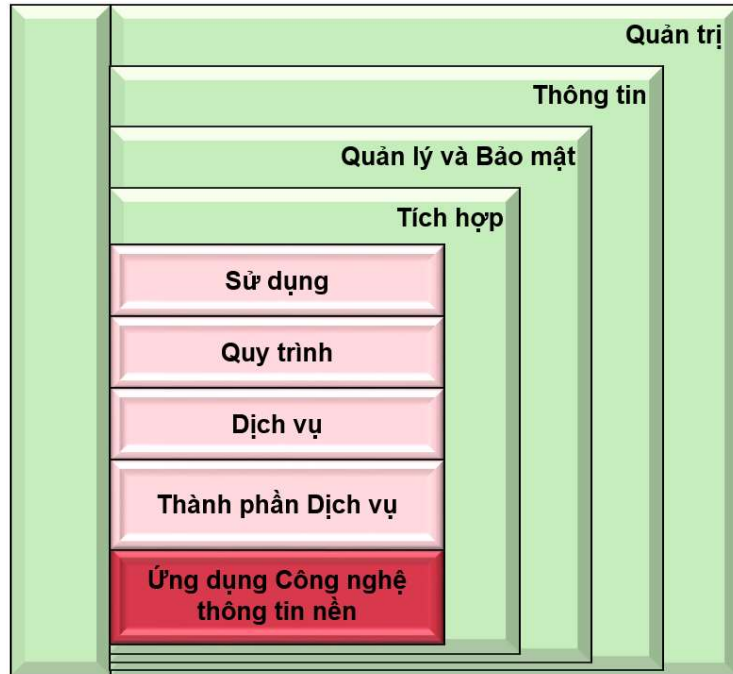 Quản trị
Thông tin
Quản lý và Bảo mật
Tích hợp
Sử dụng
Quy trình
Dịch vụ
Thành phần Dịch vụ
Ứng dụng Công nghệ
thông tin nền